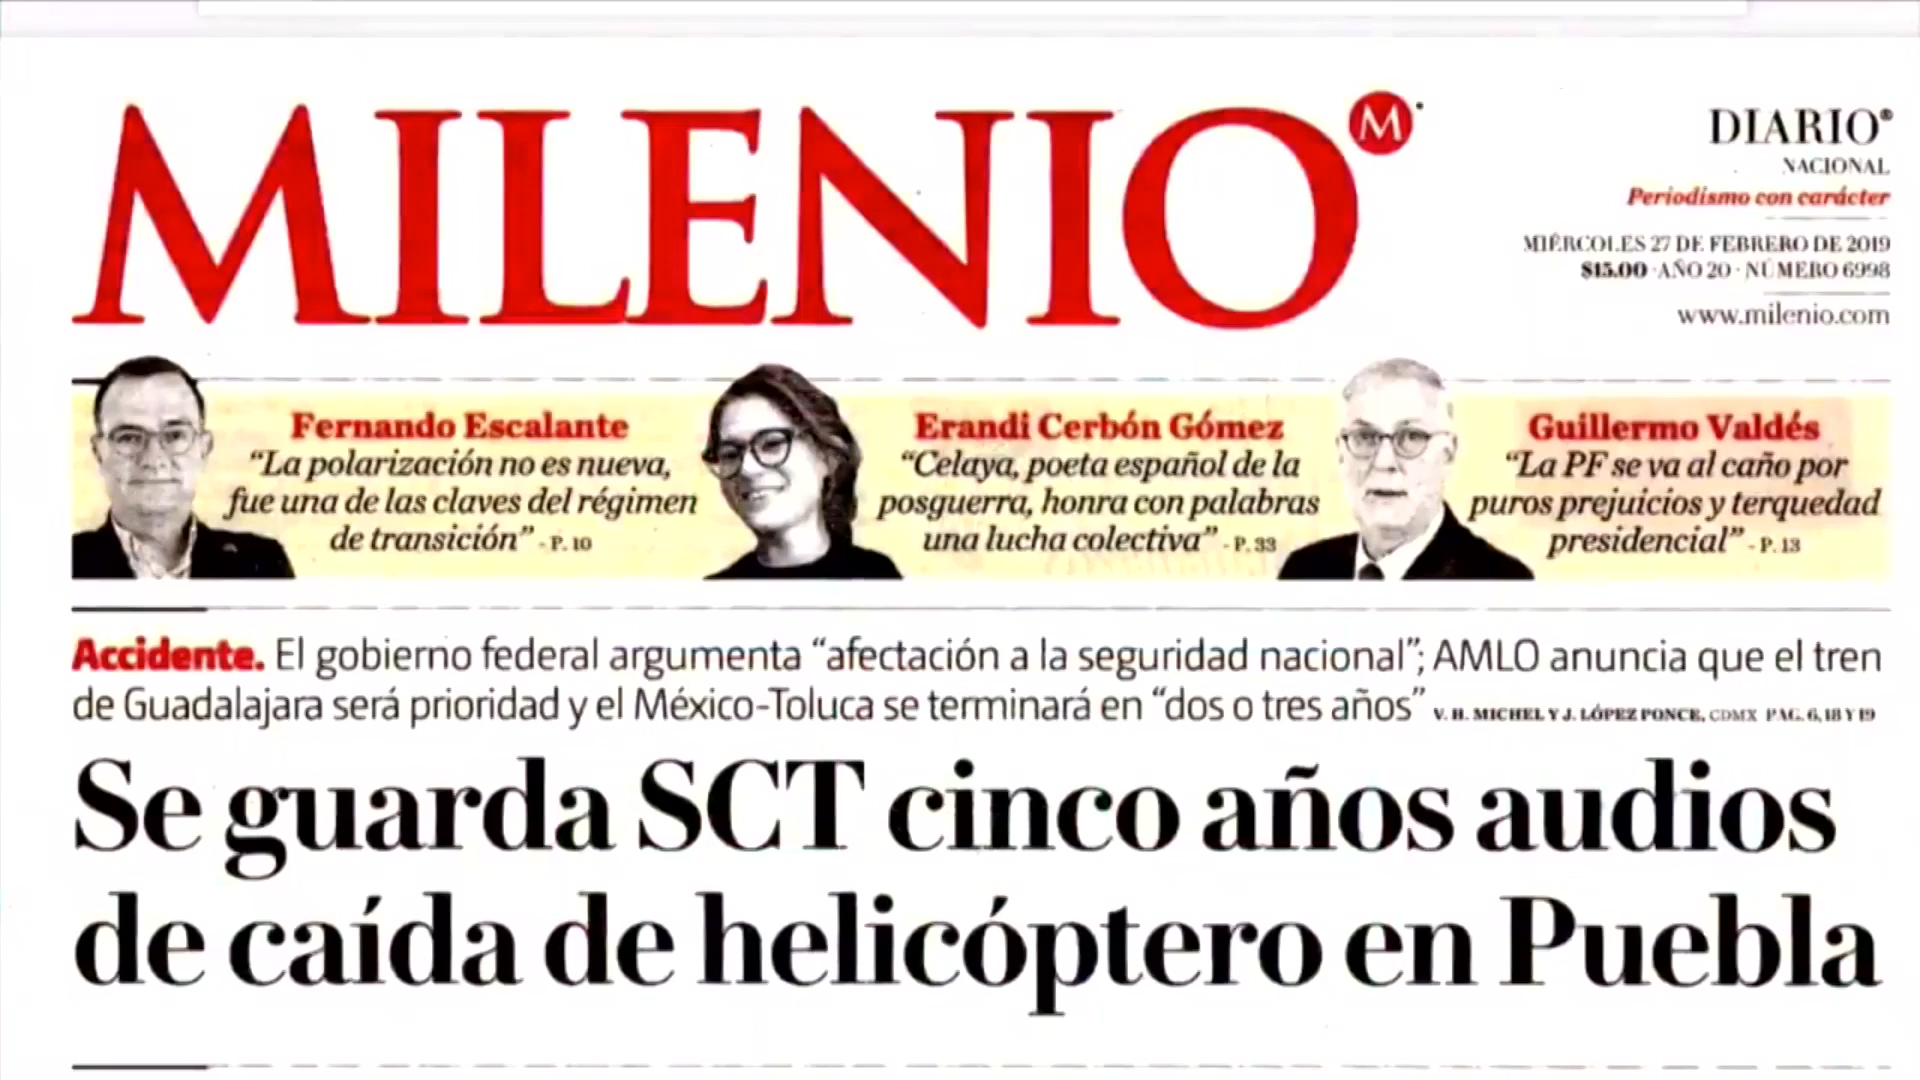 MILENIO
M
DIARIO®
NACIONAL
Periodismo con carácter
MIÉRCOLES 27 DE FEBRERO DE 2019
$15.00 · AÑO 20 · NÚMERO 6998
www.milenio.com
Fernando Escalante
“La polarización no es nueva,
fue una de las claves del régimen
de transición” - P. 10
Erandi Cerbón Gómez
“Celaya, poeta español de la
posguerra, honra con palabras
una lucha colectiva” - P. 33
Guillermo Valdés
“La PF se va al caño por
puros prejuicios y terquedad
presidencial” - P. 13
Accidente. El gobierno federal argumenta “afectación a la seguridad nacional”; AMLO anuncia que el tren
de Guadalajara será prioridad y el México-Toluca se terminará en “dos o tres años” V. H. MICHEL Y J. LÓPEZ PONCE, CDMX PAG. 6, 18 Y 19
Se guarda SCT cinco años audios
de caída de helicóptero en Puebla